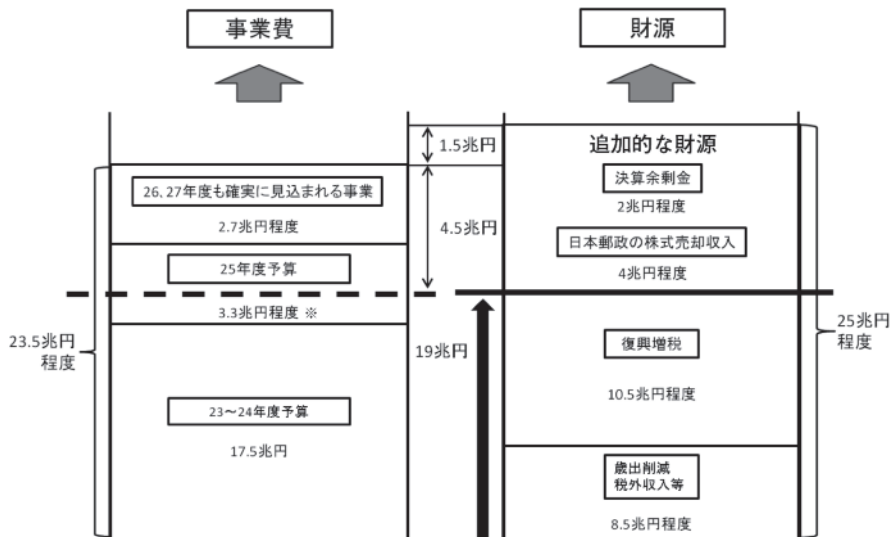 事業費
財源
1.5兆円
追加的な財源
26、27年度も確実に見込まれる事業
2.7兆円程度
4.5兆円
決算余剰金
2兆円程度
日本郵政の株式売却収入
4兆円程度
25年度予算
3.3兆円程度 ※
23.5兆円
程度
19兆円
25兆円
程度
復興増税
10.5兆円程度
23～24年度予算
17.5兆円
歳出削減
税外収入等
8.5兆円程度